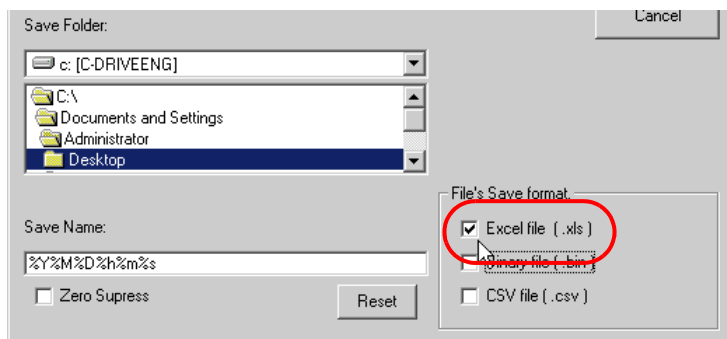 Cancel
Save Folder:
c: [C-DRIVEENG]
C:\
Documents and Settings
Administrator
Desktop
File's Save format.
Save Name:
Excel file ( .xls )
%Y%M%D%h%m%s
Binary file ( .bin )
Zero Supress
Reset
CSV file ( .csv )